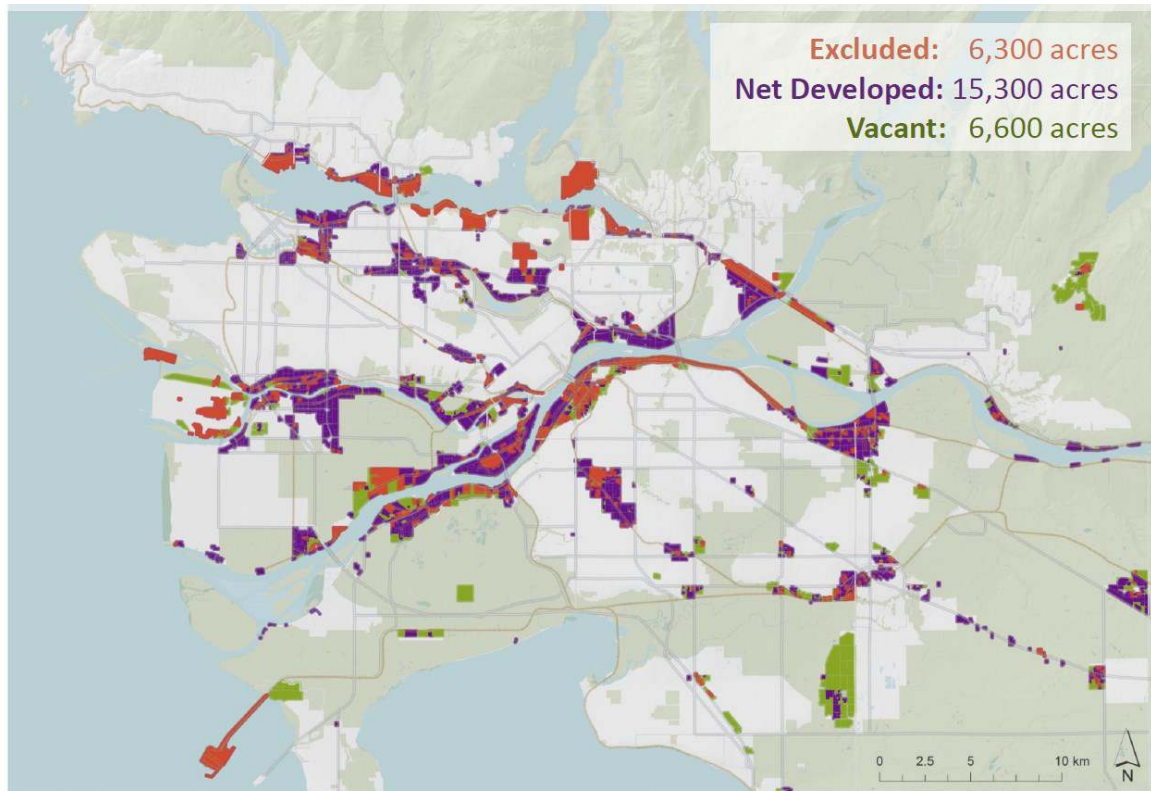 Excluded: 6,300 acres
Net Developed: 15,300 acres
Vacant: 6,600 acres
0 2.5 5 10 km
N